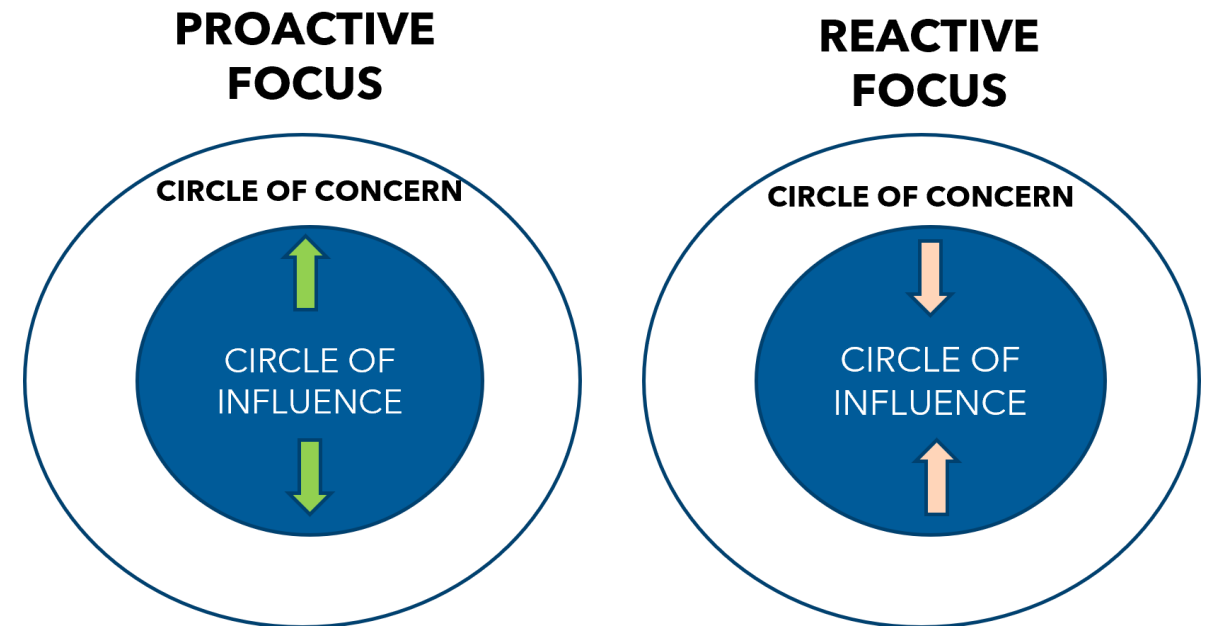 PROACTIVE
FOCUS
CIRCLE OF CONCERN
CIRCLE OF
INFLUENCE
REACTIVE
FOCUS
CIRCLE OF CONCERN
CIRCLE OF
INFLUENCE